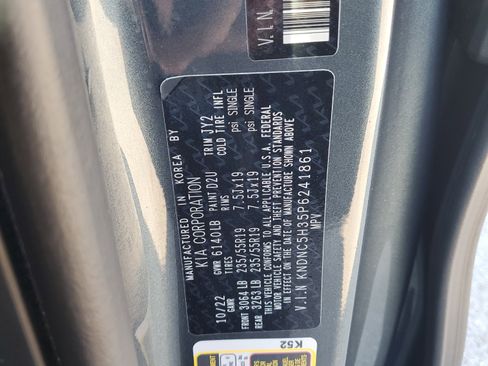 V.I.N.
MANUFACTURED IN KOREA BY
KIA CORPORATION
10/22 GVWR 6140LB PAINT D2U TRIM JY2
GAWR TIRES RIMS COLD TIRE INFL
FRONT 3064LB 235/55R19 7.5Jx19 psi SINGLE
REAR 3263LB 235/55R19 7.5Jx19 psi SINGLE
THIS VEHICLE CONFORMS TO ALL APPLICABLE U.S.A. FEDERAL
MOTOR VEHICLE SAFETY AND THEFT PREVENTION STANDARDS
IN EFFECT ON THE DATE OF MANUFACTURE SHOWN ABOVE
V.I.N KNDNC5H35P6241861
MPV
K52